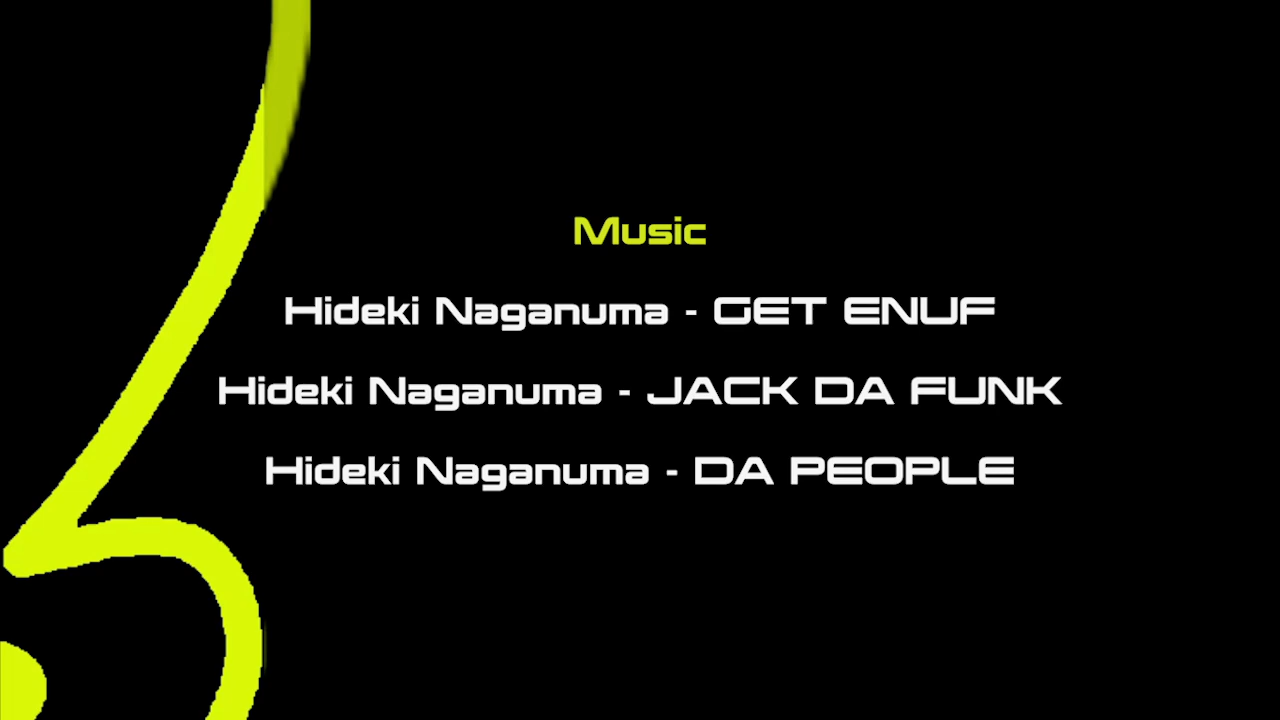 Music
Hideki Naganuma - GET ENUF
Hideki Naganuma - JACK DA FUNK
Hideki Naganuma - DA PEOPLE